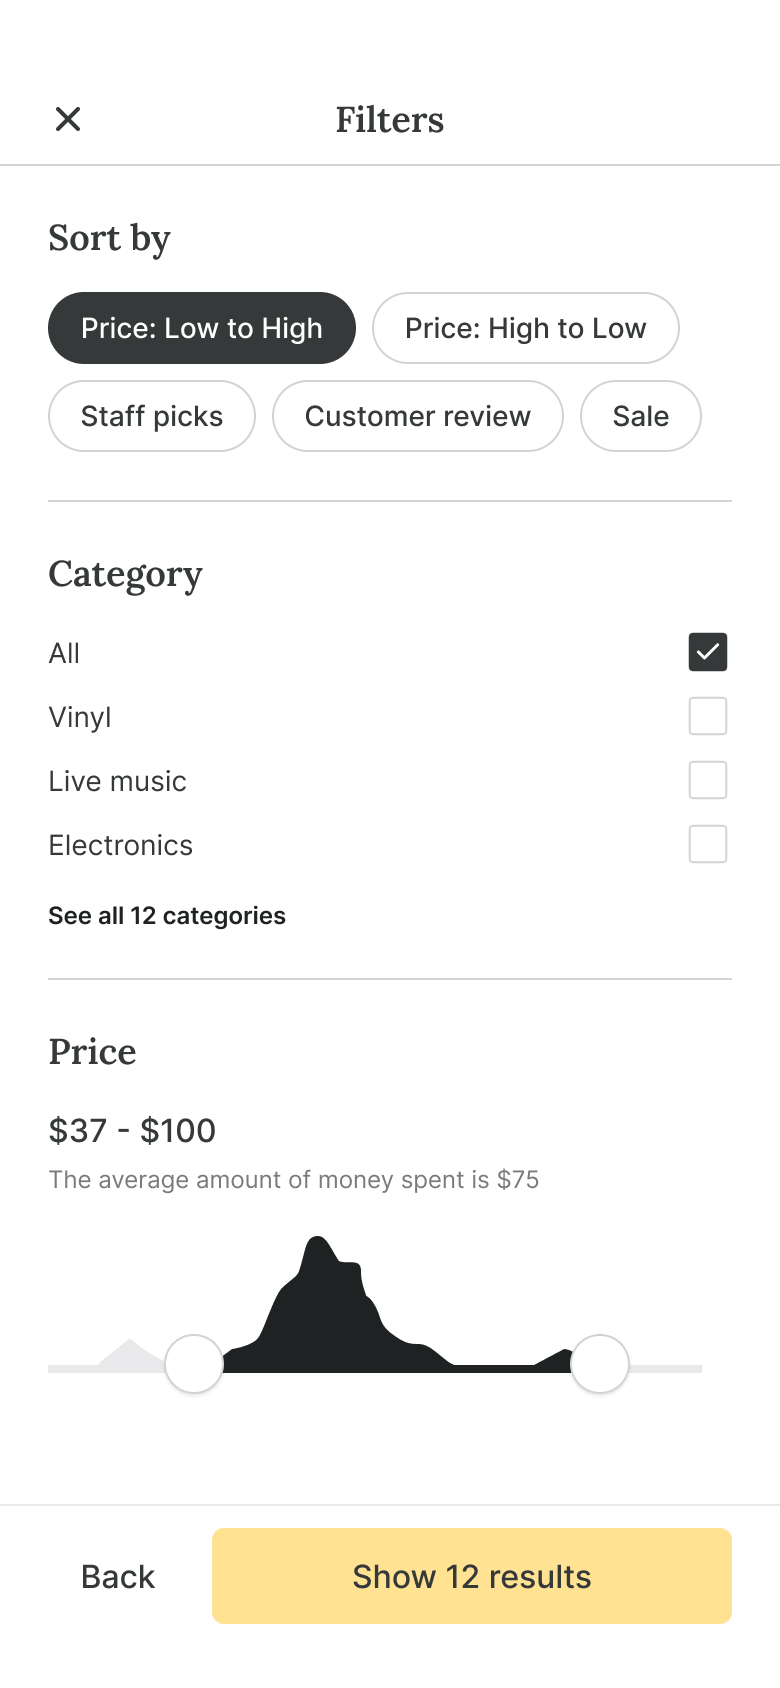 Filters
Sort by
Price: Low to High Price: High to Low
Staff picks Customer review Sale
Category
All
Vinyl
Live music
Electronics
See all 12 categories
Price
$37 - $100
The average amount of money spent is $75
Back Show 12 results